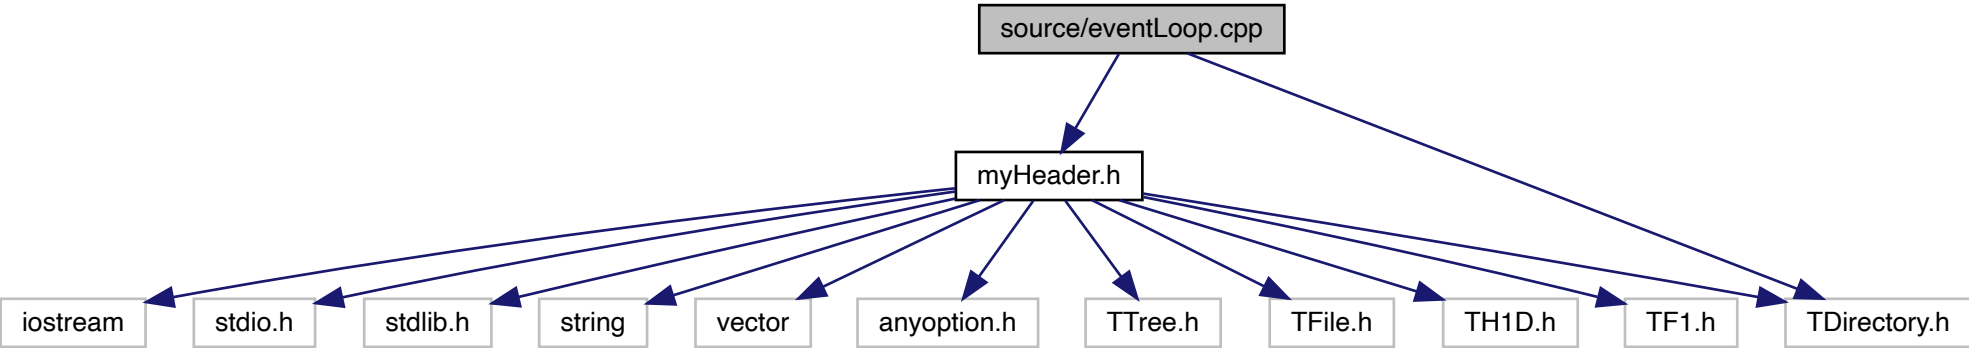 source/eventLoop.cpp
myHeader.h
iostream
stdio.h
stdlib.h
string
vector
anyoption.h
TTree.h
TFile.h
TH1D.h
TF1.h
TDirectory.h